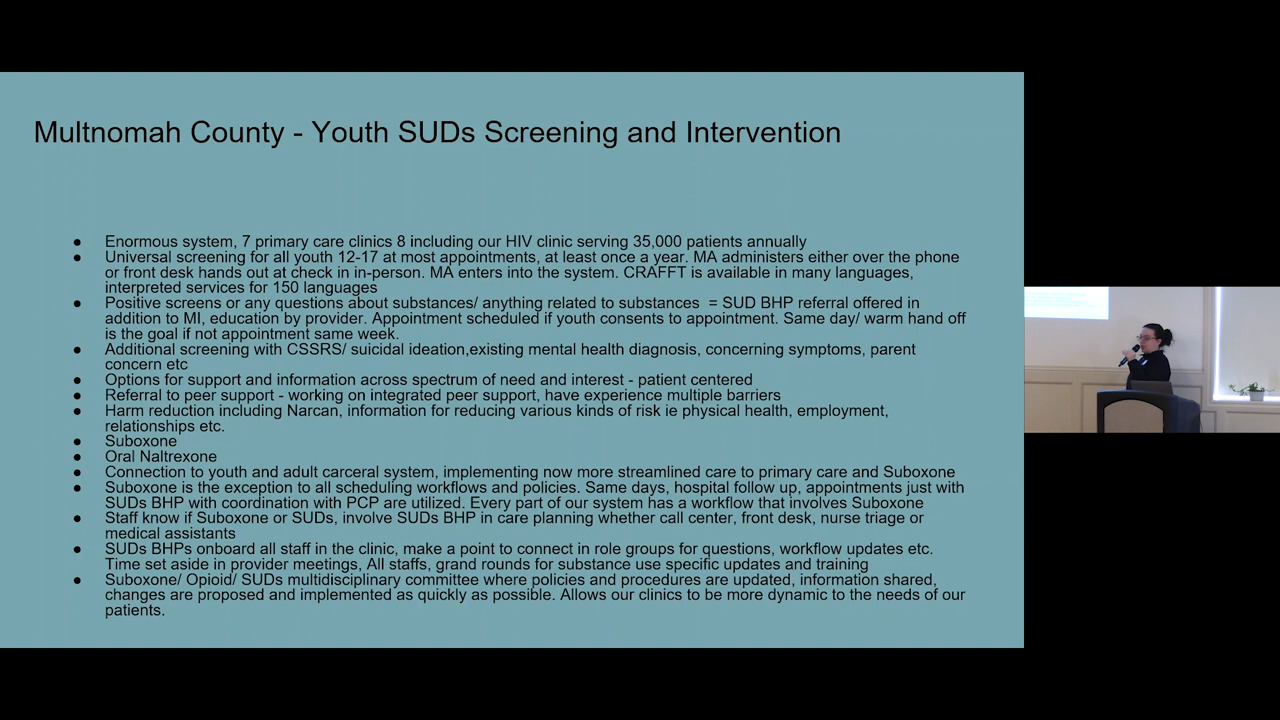 Multnomah County - Youth SUDs Screening and Intervention
● Enormous system, 7 primary care clinics 8 including our HIV clinic serving 35,000 patients annually
● Universal screening for all youth 12-17 at most appointments, at least once a year. MA administers either over the phone
or front desk hands out at check in in-person. MA enters into the system. CRAFFT is available in many languages,
interpreted services for 150 languages
● Positive screens or any questions about substances/ anything related to substances = SUD BHP referral offered in
addition to MI, education by provider. Appointment scheduled if youth consents to appointment. Same day/ warm hand off
is the goal if not appointment same week.
● Additional screening with CSSRS/ suicidal ideation,existing mental health diagnosis, concerning symptoms, parent
concern etc
● Options for support and information across spectrum of need and interest - patient centered
● Referral to peer support - working on integrated peer support, have experience multiple barriers
● Harm reduction including Narcan, information for reducing various kinds of risk ie physical health, employment,
relationships etc.
● Suboxone
● Oral Naltrexone
● Connection to youth and adult carceral system, implementing now more streamlined care to primary care and Suboxone
● Suboxone is the exception to all scheduling workflows and policies. Same days, hospital follow up, appointments just with
SUDs BHP with coordination with PCP are utilized. Every part of our system has a workflow that involves Suboxone
● Staff know if Suboxone or SUDs, involve SUDs BHP in care planning whether call center, front desk, nurse triage or
medical assistants
● SUDs BHPs onboard all staff in the clinic, make a point to connect in role groups for questions, workflow updates etc.
Time set aside in provider meetings, All staffs, grand rounds for substance use specific updates and training
● Suboxone/ Opioid/ SUDs multidisciplinary committee where policies and procedures are updated, information shared,
changes are proposed and implemented as quickly as possible. Allows our clinics to be more dynamic to the needs of our
patients.